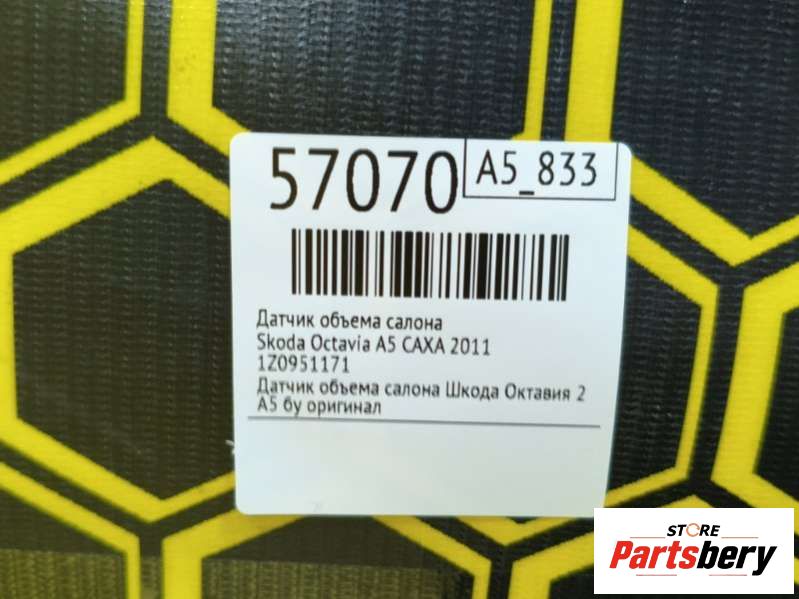 57070
A5_833
Датчик объема салона
Skoda Octavia A5 CAXA 2011
1Z0951171
Датчик объема салона Шкода Октавия 2
А5 бу оригинал
STORE
Partsbery